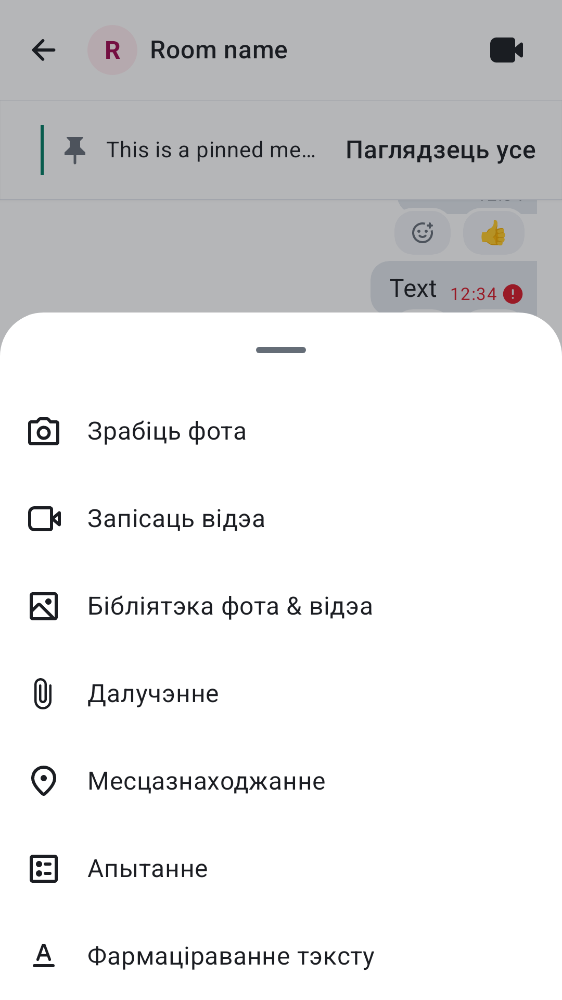 R Room name
This is a pinned me... Паглядзець усе
Text 12:34
Зрабіць фота
Запісаць відэа
Бібліятэка фота & відэа
Далучэнне
Месцазнаходжанне
Апытанне
Фармаціраванне тэксту